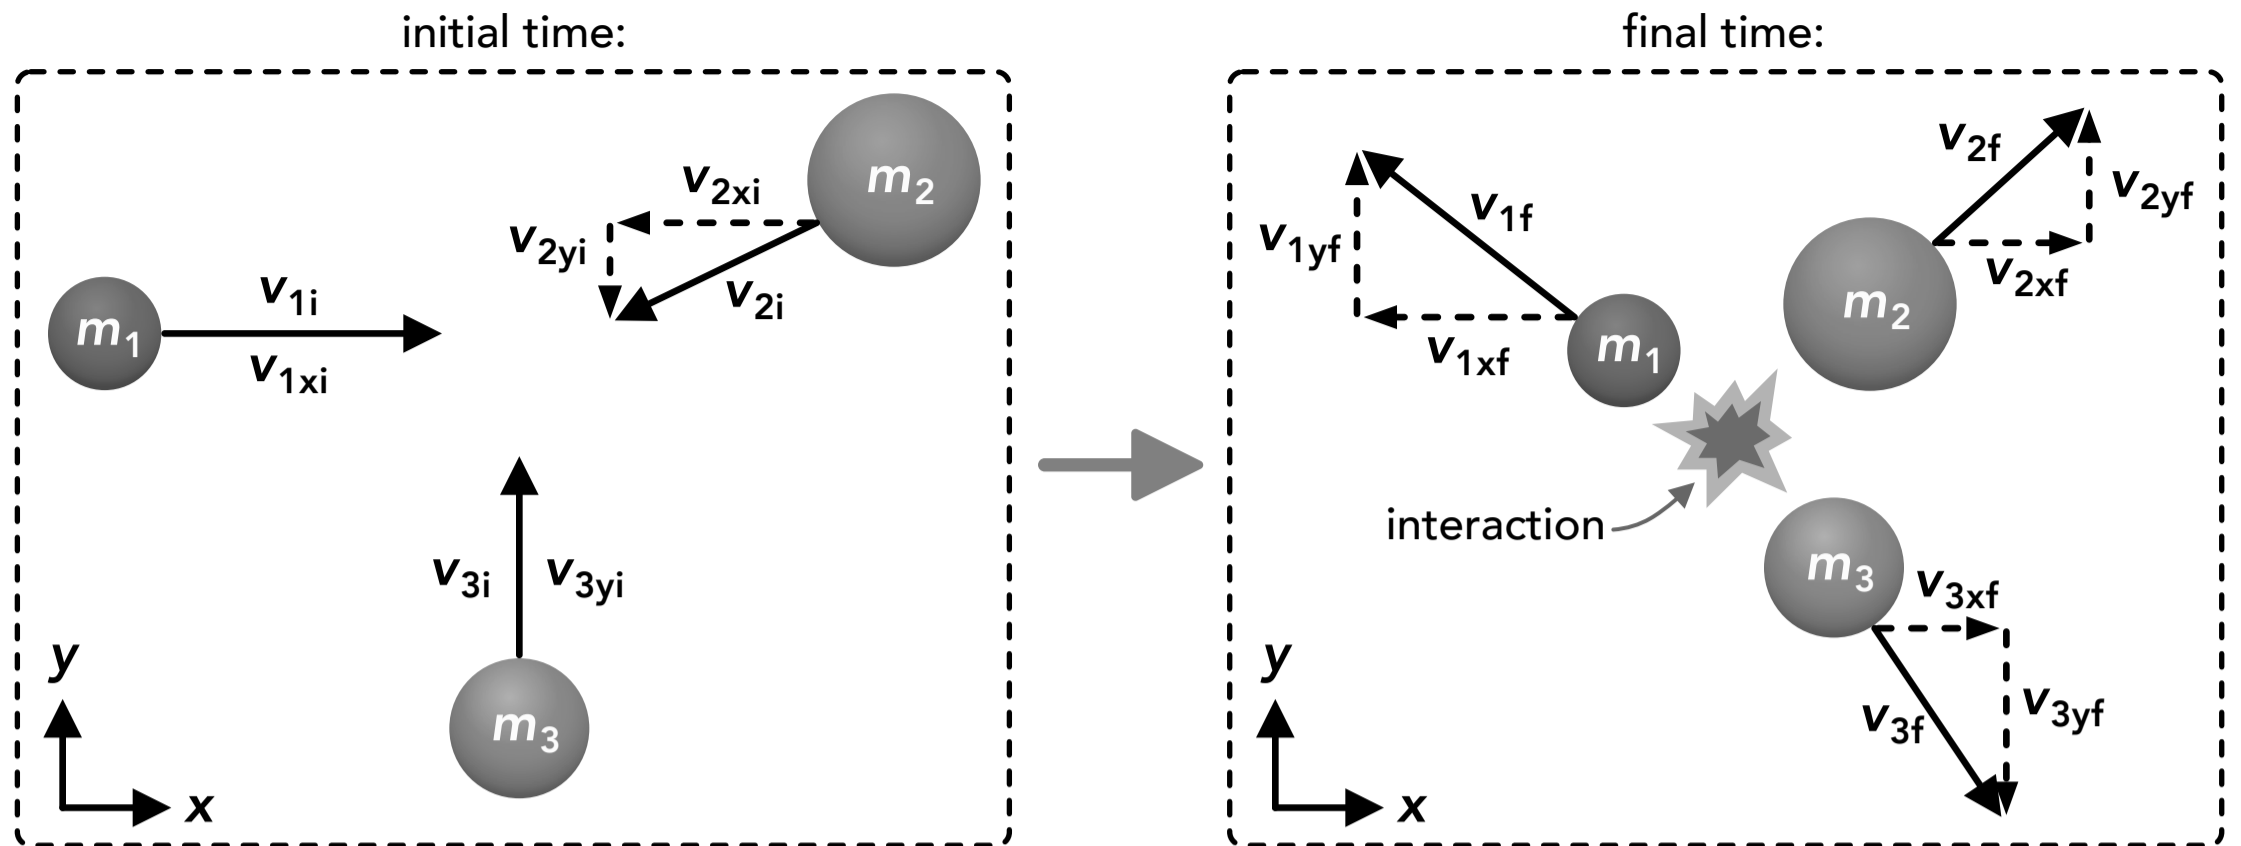 initial time:
m1
v1i
v1xi
v2xi
v2yi
v2i
m2
v3i
v3yi
m3
y
x
final time:
v1f
v1yf
v1xf
m1
v2f
v2yf
v2xf
m2
interaction
m3
v3xf
v3f
v3yf
y
x